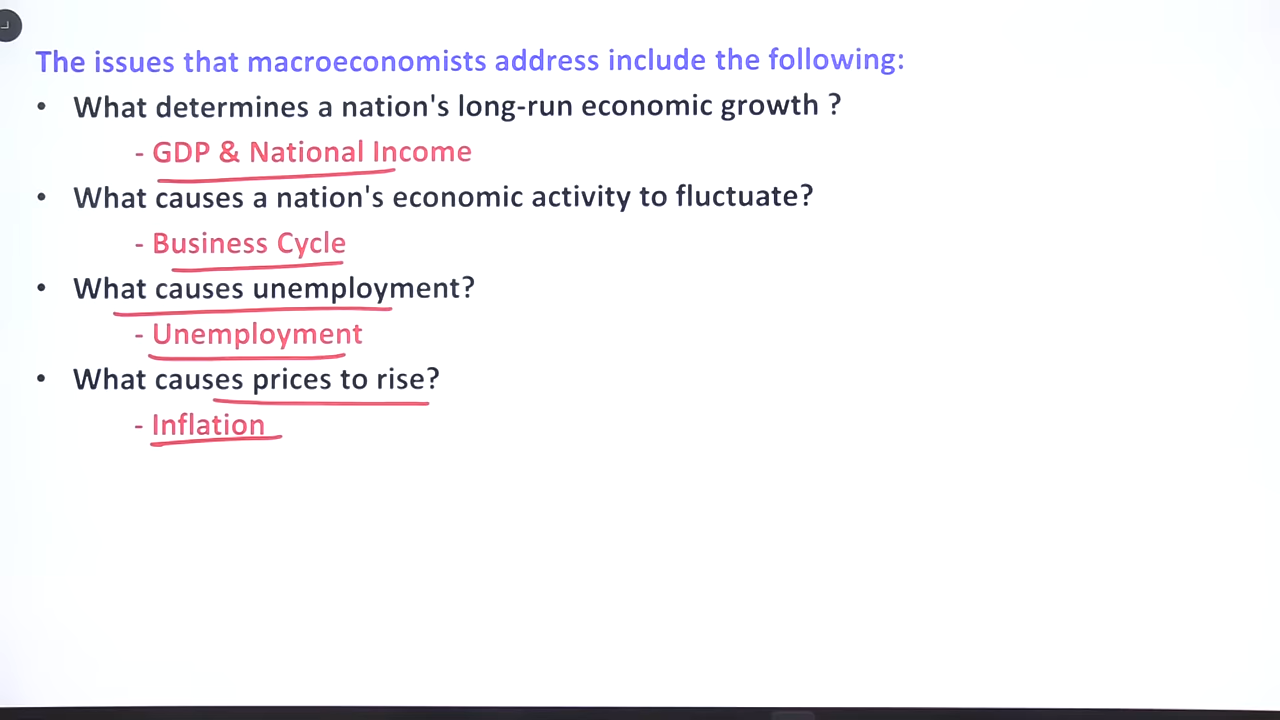 The issues that macroeconomists address include the following:
• What determines a nation's long-run economic growth ?
- GDP & National Income
• What causes a nation's economic activity to fluctuate?
- Business Cycle
• What causes unemployment?
- Unemployment
• What causes prices to rise?
- Inflation